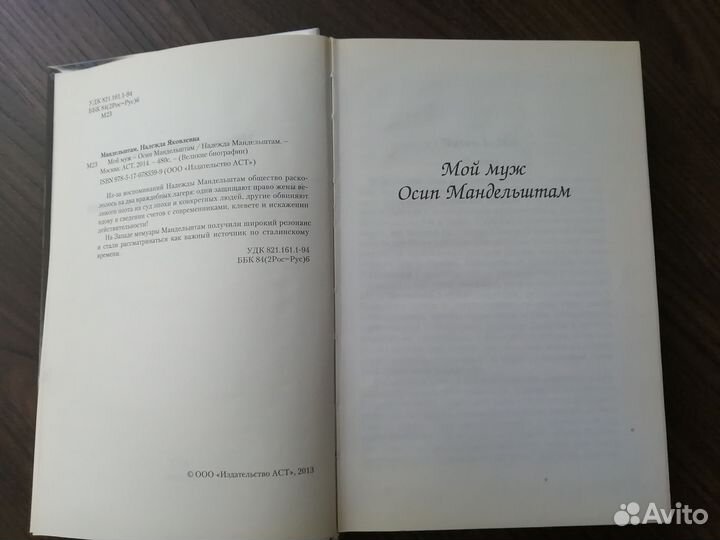 УДК 821.161.1-94
ББК 84(2Рос=Рус)6
М23
Мандельштам, Надежда Яковлевна
М23 Мой муж – Осип Мандельштам / Надежда Мандельштам. –
Москва: АСТ, 2014. – 480с. – (Великие биографии)
ISBN 978-5-17-078539-9 (ООО «Издательство АСТ»)
Из-за воспоминаний Надежды Мандельштам общество раско-
лолось на два враждебных лагеря: одни защищают право жены ве-
ликого поэта на суд эпохи и конкретных людей, другие обвиняют
вдову в сведении счетов с современниками, клевете и искажении
действительности!
На Западе мемуары Мандельштам получили широкий резонанс
и стали рассматриваться как важный источник по сталинскому
времени.
УДК 821.161.1-94
ББК 84(2Рос=Рус)6
© ООО «Издательство АСТ», 2013
Мой муж
Осип Мандельштам
Avito